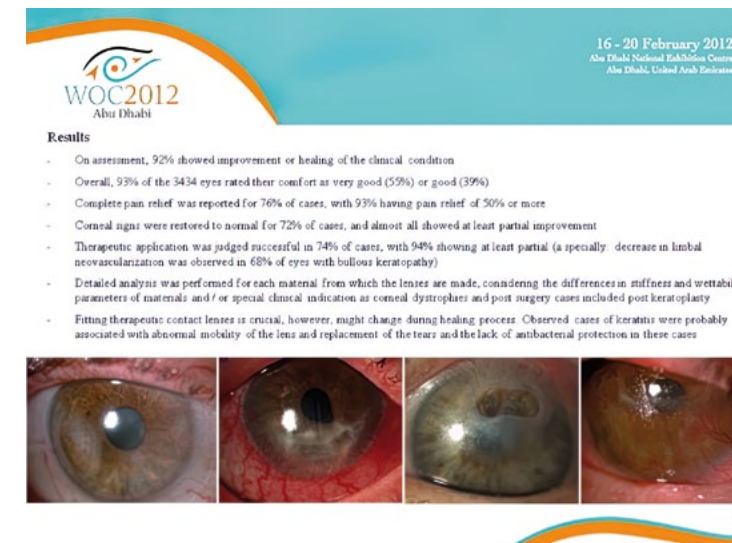 16 - 20 February 2012
Abu Dhabi National Exhibition Centre
Abu Dhabi, United Arab Emirates
WOC2012
Abu Dhabi
Results
- On assessment, 92% showed improvement or healing of the clinical condition
- Overall, 93% of the 3434 eyes rated their comfort as very good (55%) or good (39%)
- Complete pain relief was reported for 76% of cases, with 93% having pain relief of 50% or more
- Corneal signs were restored to normal for 72% of cases, and almost all showed at least partial improvement
- Therapeutic application was judged successful in 74% of cases, with 94% showing at least partial (a specially: decrease in limbal
neovascularization was observed in 68% of eyes with bullous keratopathy)
- Detailed analysis was performed for each material from which the lenses are made, considering the differences in stiffness and wettabil
parameters of materials and / or special clinical indication as corneal dystrophies and post surgery cases included post keratoplasty
- Fitting therapeutic contact lenses is crucial, however, might change during healing process. Observed cases of keratitis were probably
associated with abnormal mobility of the lens and replacement of the tears and the lack of antibacterial protection in these cases